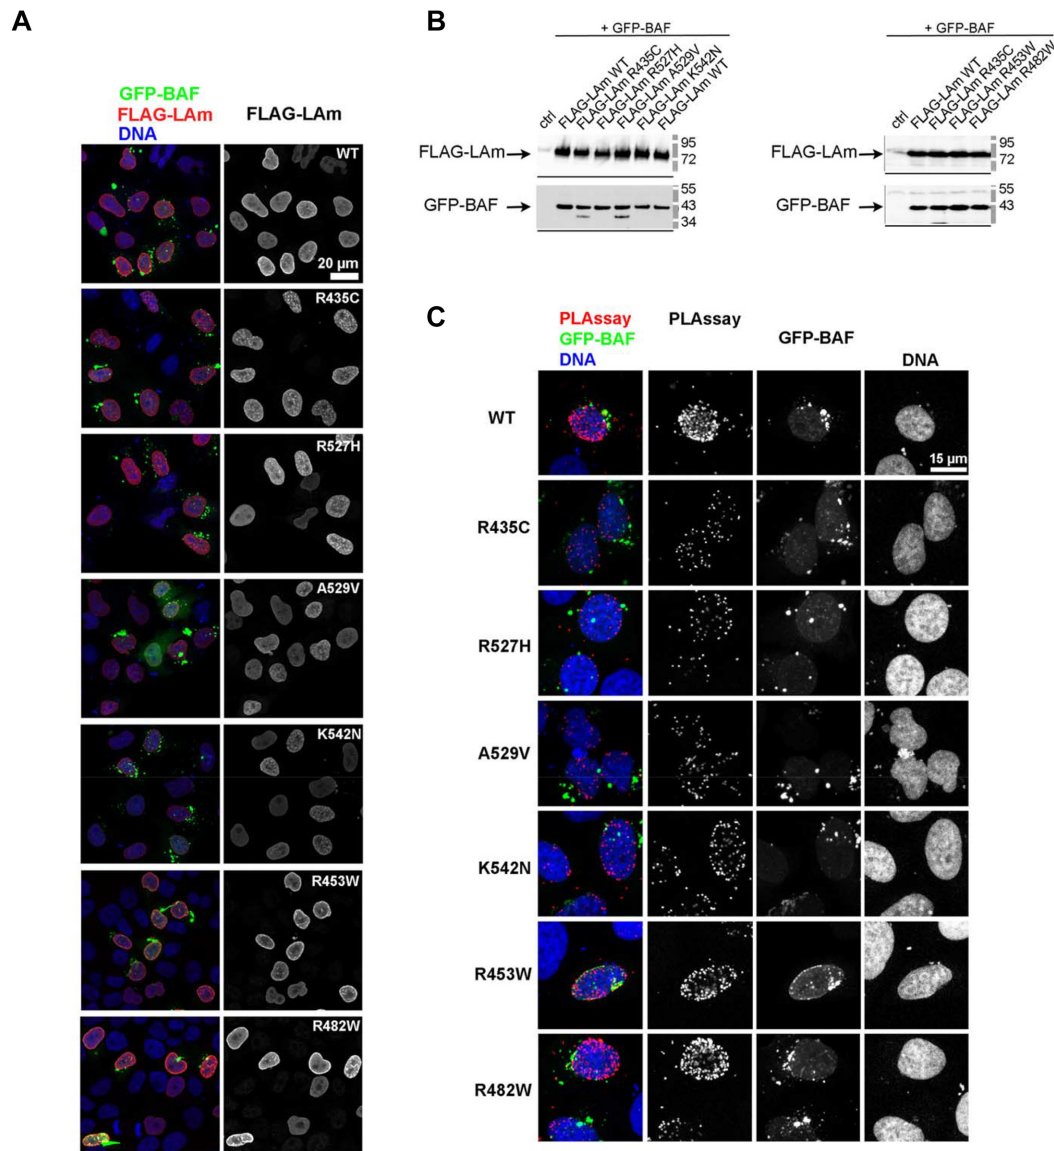 A
GFP-BAF
FLAG-LAm
DNA
FLAG-LAm
WT
20 µm
R435C
R527H
A529V
K542N
R453W
R482W
B
+ GFP-BAF
ctrl
FLAG-LAm WT
FLAG-LAm R435C
FLAG-LAm R527H
FLAG-LAm A529V
FLAG-LAm K542N
FLAG-LAm WT
FLAG-LAm
95
72
GFP-BAF
55
43
34
+ GFP-BAF
ctrl
FLAG-LAm WT
FLAG-LAm R435C
FLAG-LAm R453W
FLAG-LAm R482W
FLAG-LAm
95
72
GFP-BAF
55
43
C
PLAssay
GFP-BAF
DNA
PLAssay
GFP-BAF
DNA
WT
15 µm
R435C
R527H
A529V
K542N
R453W
R482W